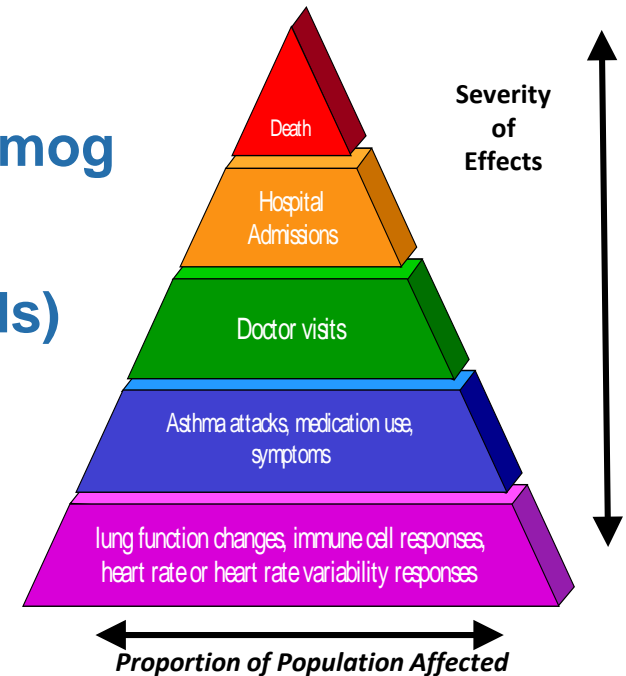 mog
ls)
Death
Hospital
Admissions
Doctor visits
Asthma attacks, medication use,
symptoms
lung function changes, immune cell responses,
heart rate or heart rate variability responses
Severity
of
Effects
Proportion of Population Affected